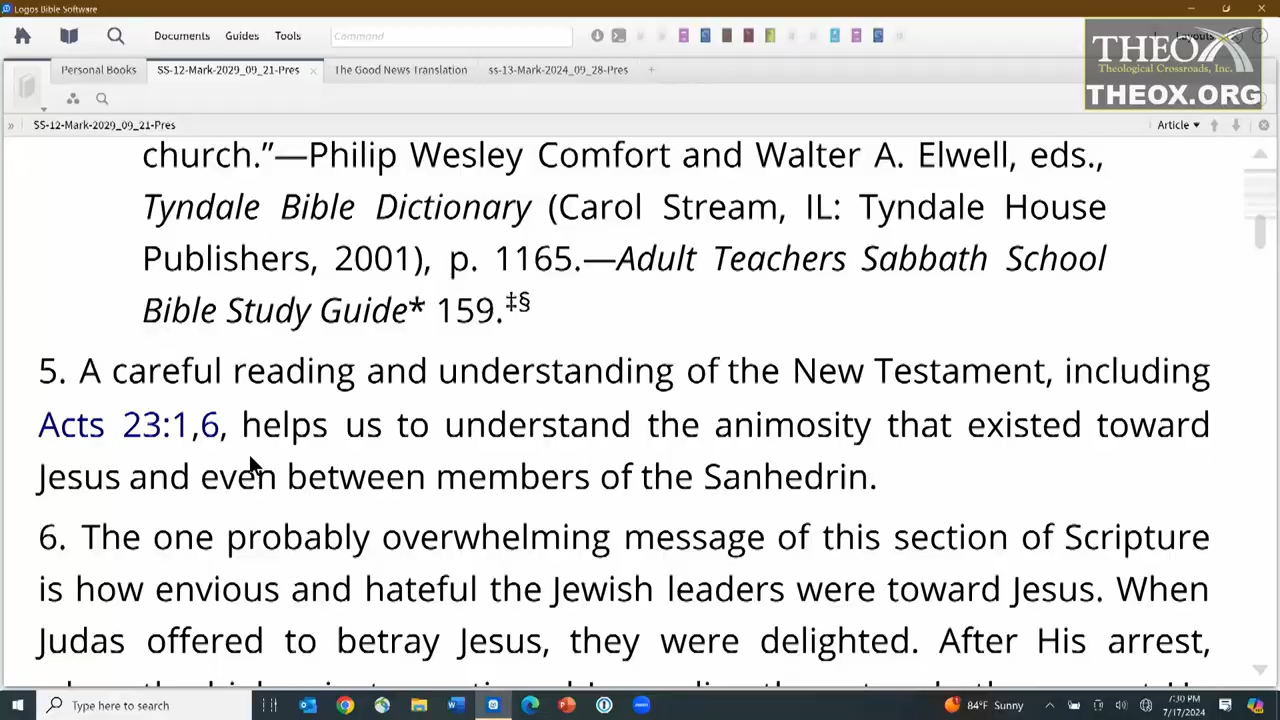 Logos Bible Software
Documents Guides Tools Command Layouts
Personal Books SS-12-Mark-2029_09_21-Pres The Good News Translation ss-13-Mark-2024_09_28-Pres
THEOX
Theological Crossroads, Inc.
THEOX.ORG
SS-12-Mark-2029_09_21-Pres Article
church.”—Philip Wesley Comfort and Walter A. Elwell, eds.,
Tyndale Bible Dictionary (Carol Stream, IL: Tyndale House
Publishers, 2001), p. 1165.—Adult Teachers Sabbath School
Bible Study Guide* 159.‡§
5. A careful reading and understanding of the New Testament, including
Acts 23:1,6, helps us to understand the animosity that existed toward
Jesus and even between members of the Sanhedrin.
6. The one probably overwhelming message of this section of Scripture
is how envious and hateful the Jewish leaders were toward Jesus. When
Judas offered to betray Jesus, they were delighted. After His arrest,
Type here to search 84°F Sunny 7:30 PM
7/17/2024